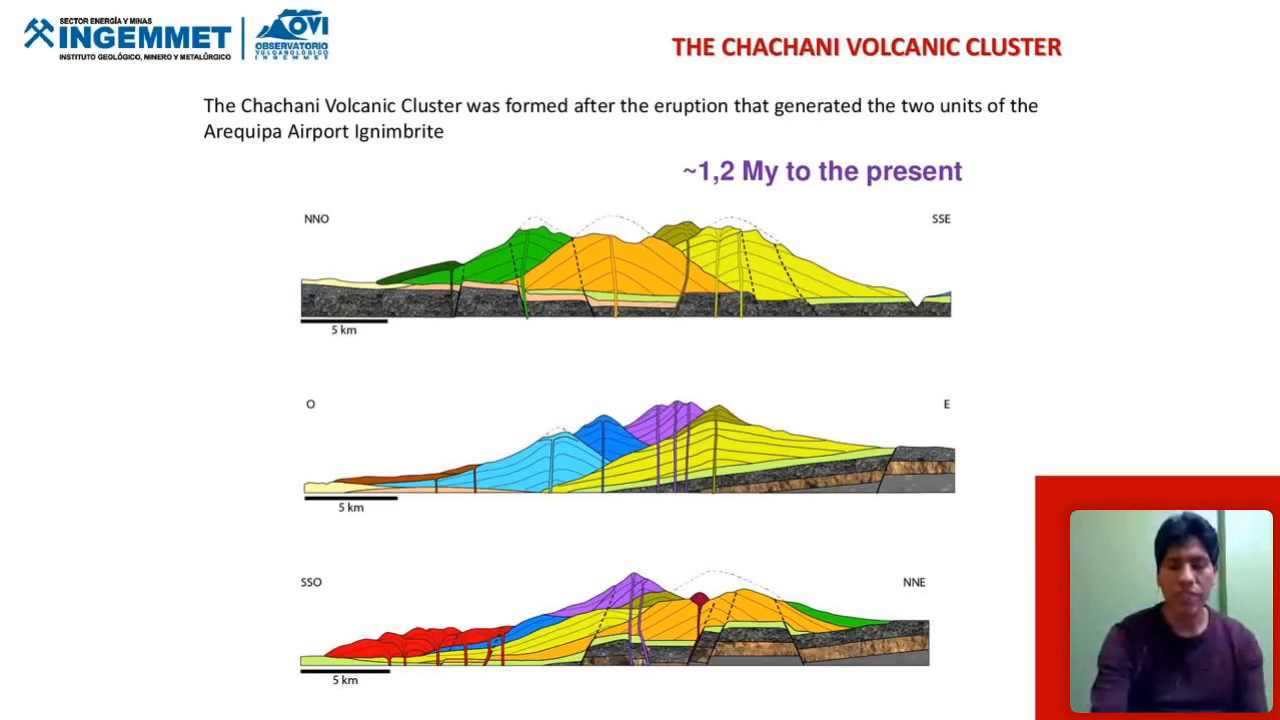 SECTOR ENERGÍA Y MINAS
INGEMMET
INSTITUTO GEOLÓGICO, MINERO Y METALÚRGICO
OVI
OBSERVATORIO
VULCANOLÓGICO
INGEMMET
THE CHACHANI VOLCANIC CLUSTER
The Chachani Volcanic Cluster was formed after the eruption that generated the two units of the
Arequipa Airport Ignimbrite
~1,2 My to the present
NNO
SSE
5 km
O
E
5 km
SSO
NNE
5 km